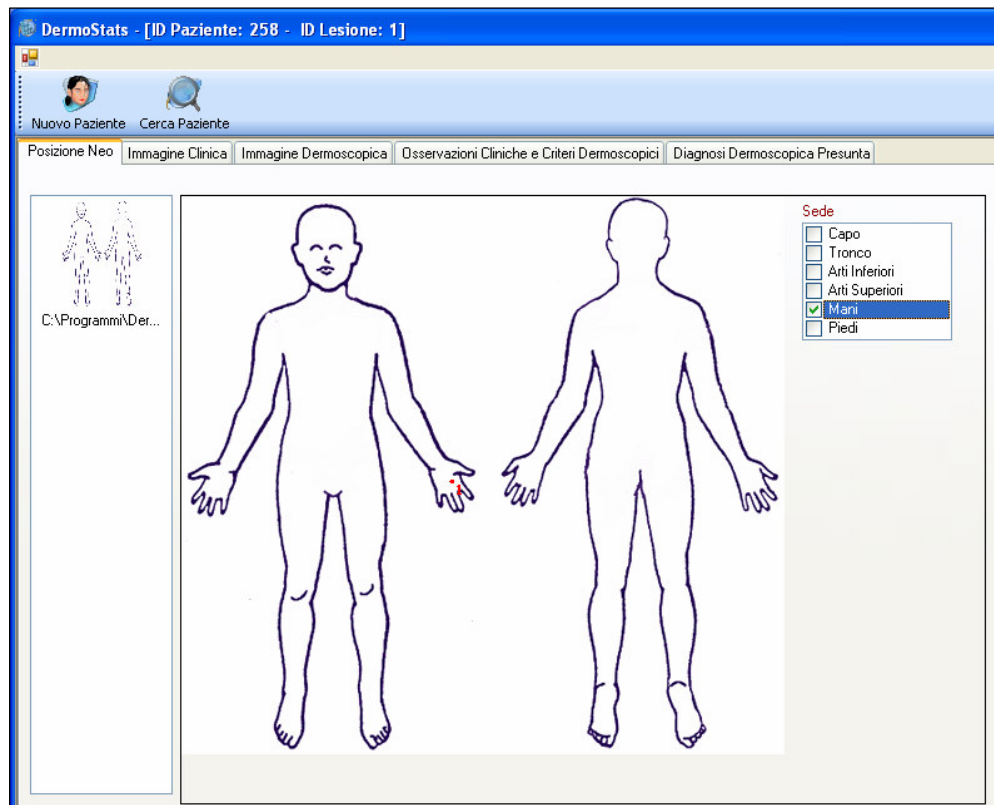 DermoStats - [ID Paziente: 258 - ID Lesione: 1]
Nuovo Paziente Cerca Paziente
Posizione Neo Immagine Clinica Immagine Dermoscopica Osservazioni Cliniche e Criteri Dermoscopici Diagnosi Dermoscopica Presunta
Sede
Capo
Tronco
Arti Inferiori
Arti Superiori
Mani
Piedi
C:\Programmi\Der...
1